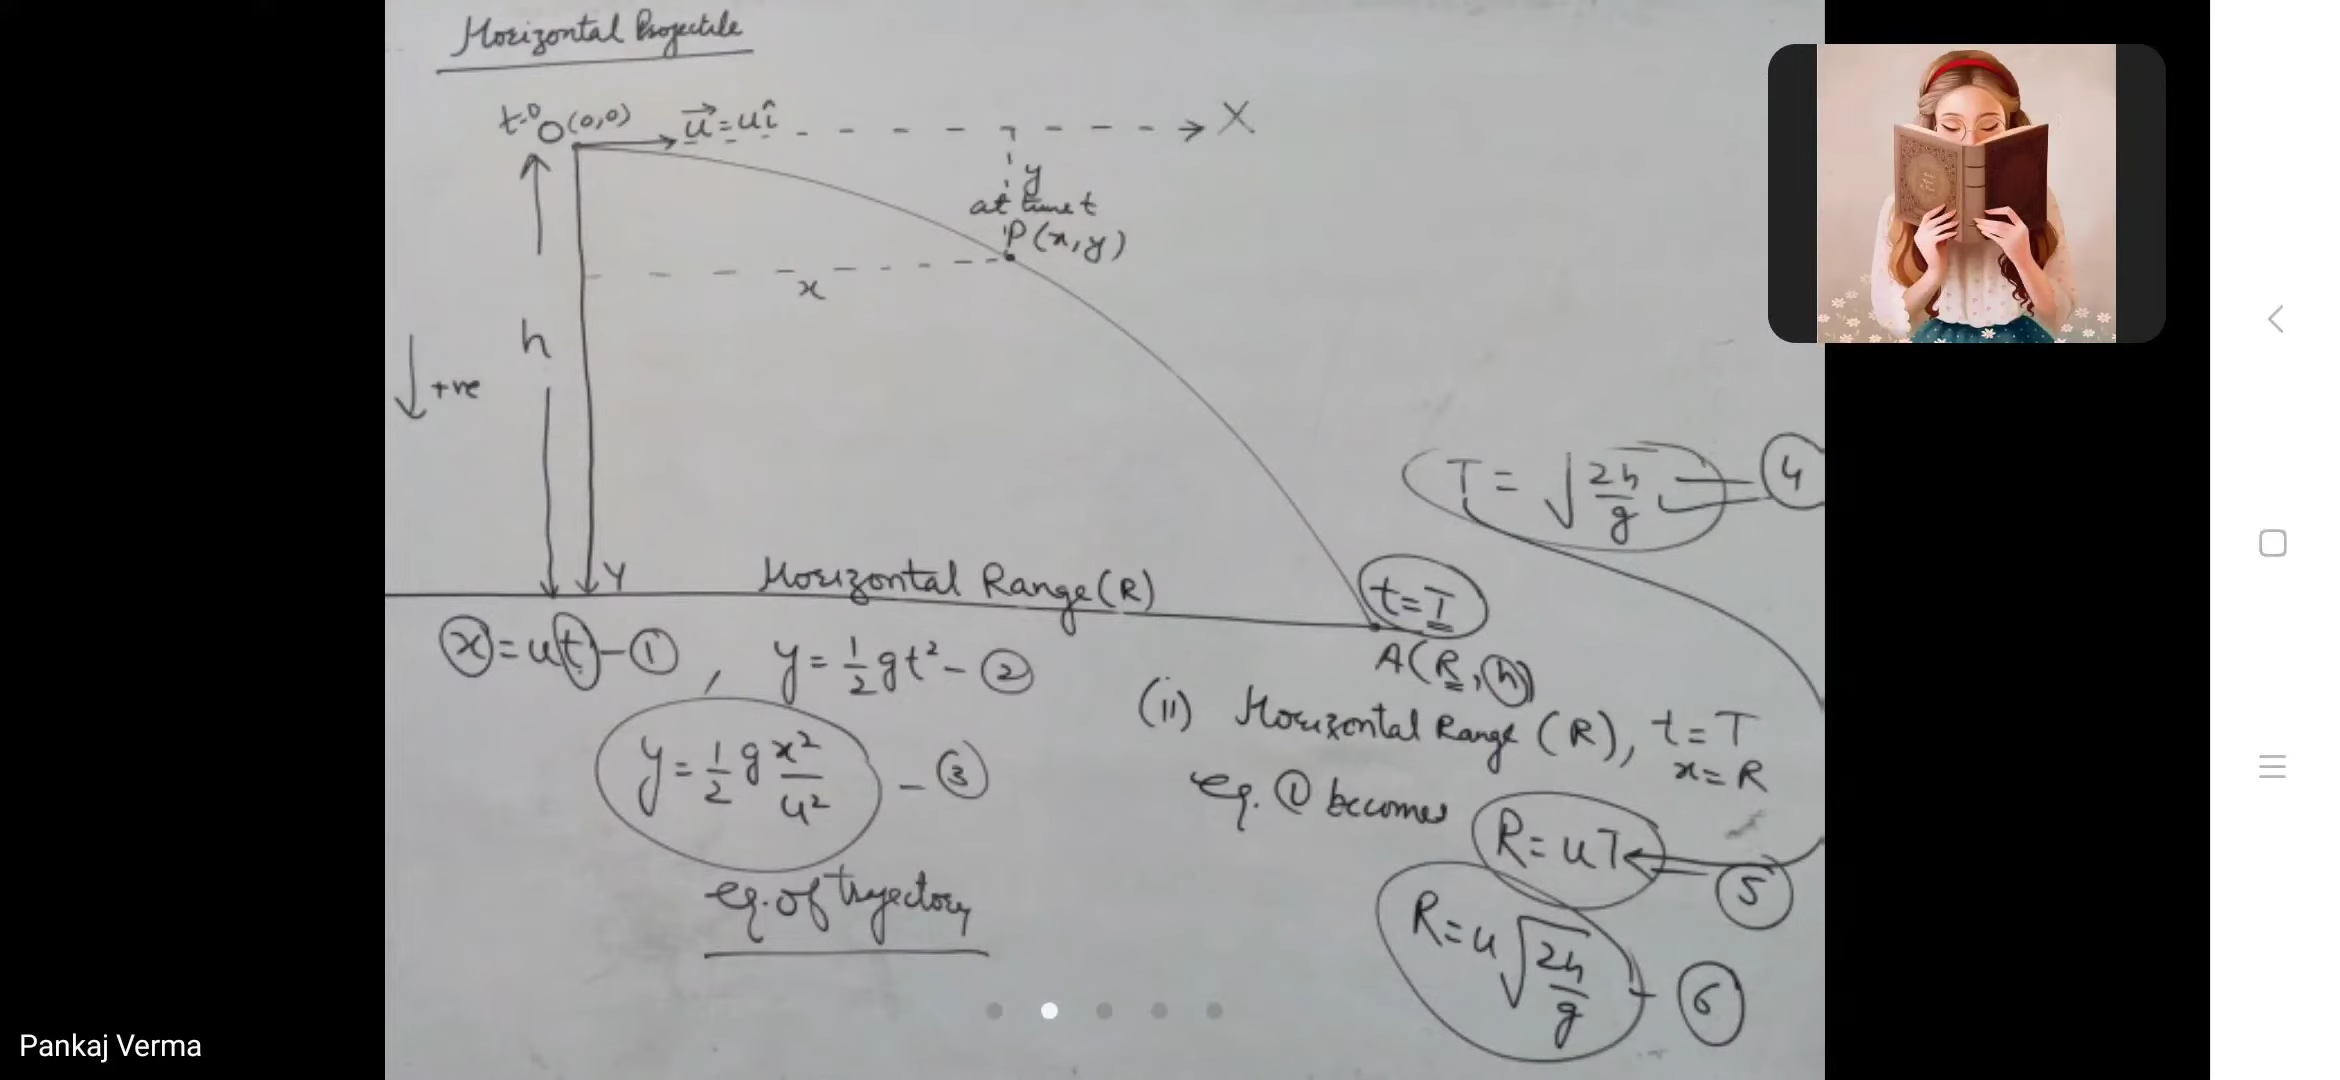 Horizontal Projectile
t=0 O(0,0) u⃗=uî X
y
at time t
P(x,y)
x
h
↓+ve
T=√(2h/g) — ④
Y Horizontal Range(R) t=T
x=ut—①, y=½gt²—② A(R,h)
(ii) Horizontal Range (R), t=T
x=R
y=½g x²/u² —③
eq. ① becomes R=uT ⑤
eq. of trajectory
R=u√(2h/g) — ⑥
Pankaj Verma